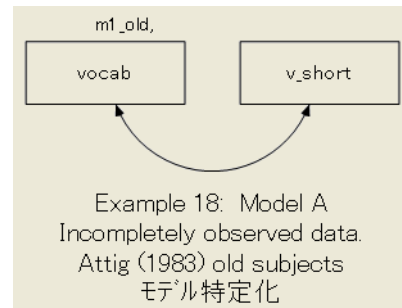 m1_old,
vocab
v_short
Example 18: Model A
Incompletely observed data.
Attig (1983) old subjects
モデル特定化